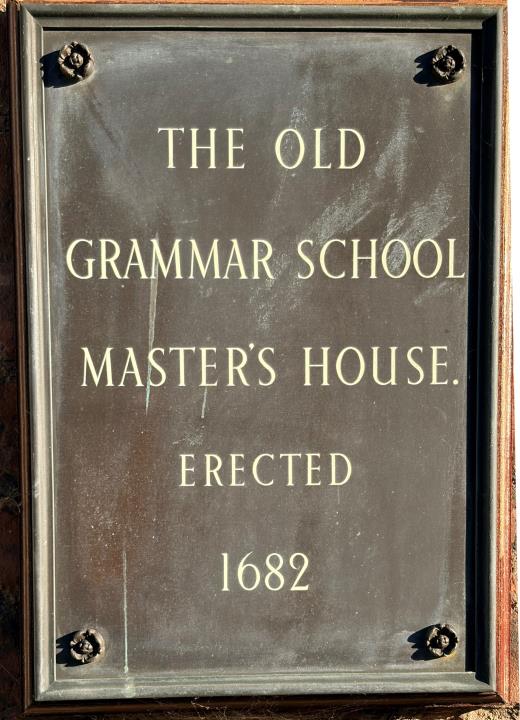 THE OLD
GRAMMAR SCHOOL
MASTER'S HOUSE.
ERECTED
1682